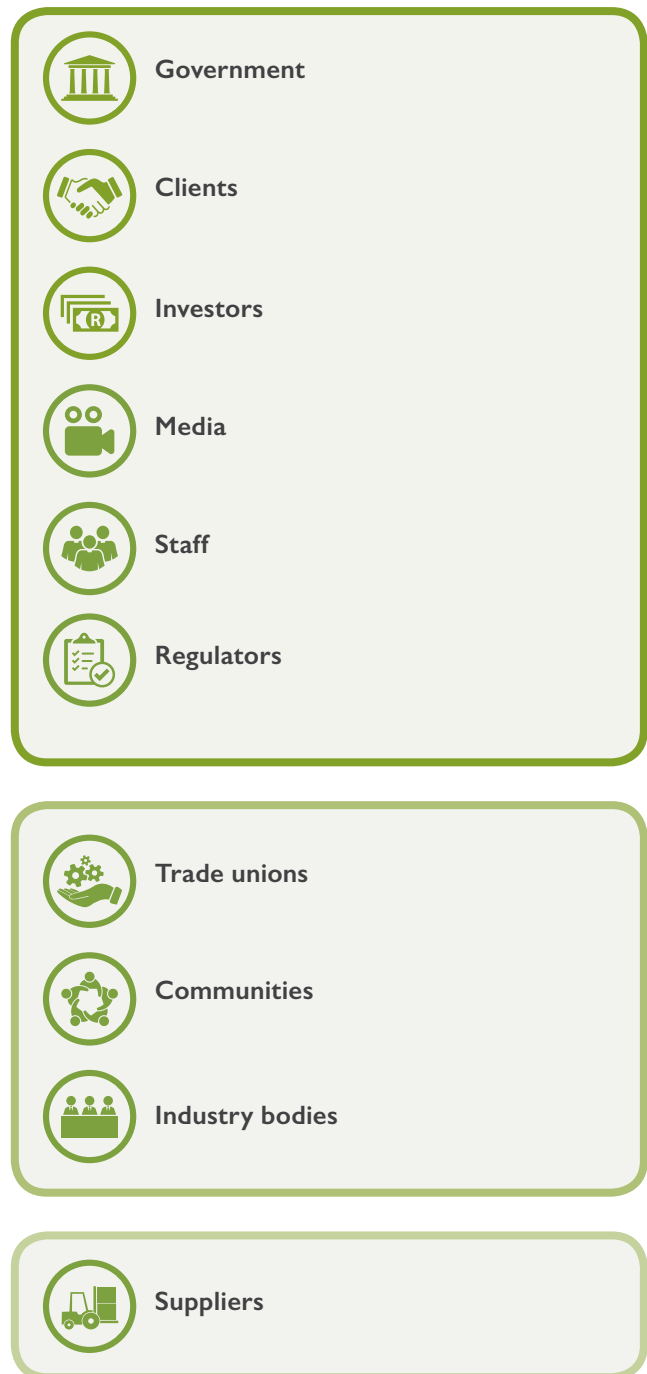 Government
Clients
R
Investors
Media
Staff
Regulators
Trade unions
Communities
Industry bodies
Suppliers